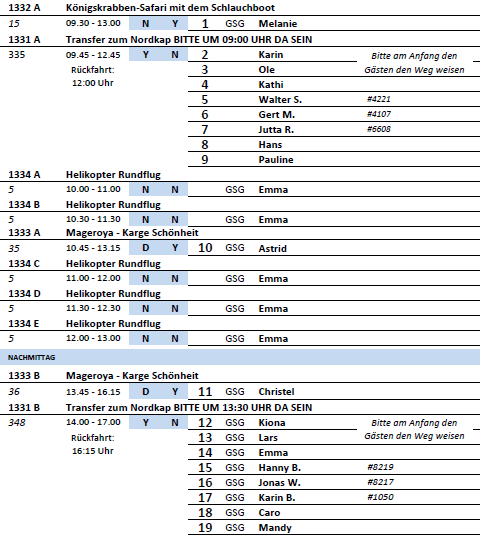 1332 A Königskrabben-Safari mit dem Schlauchboot
15 09.30 - 13.00 N Y 1 GSG Melanie
1331 A Transfer zum Nordkap BITTE UM 09:00 UHR DA SEIN
335 09.45 - 12.45 Y N 2 Karin Bitte am Anfang den
Rückfahrt: 3 Ole Gästen den Weg weisen
12:00 Uhr 4 Kathi
5 Walter S. #4221
6 Gert M. #4107
7 Jutta R. #6608
8 Hans
9 Pauline
1334 A Helikopter Rundflug
5 10.00 - 11.00 N N GSG Emma
1334 B Helikopter Rundflug
5 10.30 - 11.30 N N GSG Emma
1333 A Mageroya - Karge Schönheit
35 10.45 - 13.15 D Y 10 GSG Astrid
1334 C Helikopter Rundflug
5 11.00 - 12.00 N N GSG Emma
1334 D Helikopter Rundflug
5 11.30 - 12.30 N N GSG Emma
1334 E Helikopter Rundflug
5 12.00 - 13.00 N N GSG Emma
NACHMITTAG
1333 B Mageroya - Karge Schönheit
36 13.45 - 16.15 D Y 11 GSG Christel
1331 B Transfer zum Nordkap BITTE UM 13:30 UHR DA SEIN
348 14.00 - 17.00 Y N 12 GSG Kiona Bitte am Anfang den
Rückfahrt: 13 GSG Lars Gästen den Weg weisen
16:15 Uhr 14 GSG Emma
15 GSG Hanny B. #8219
16 GSG Jonas W. #8217
17 GSG Karin B. #1050
18 GSG Caro
19 GSG Mandy